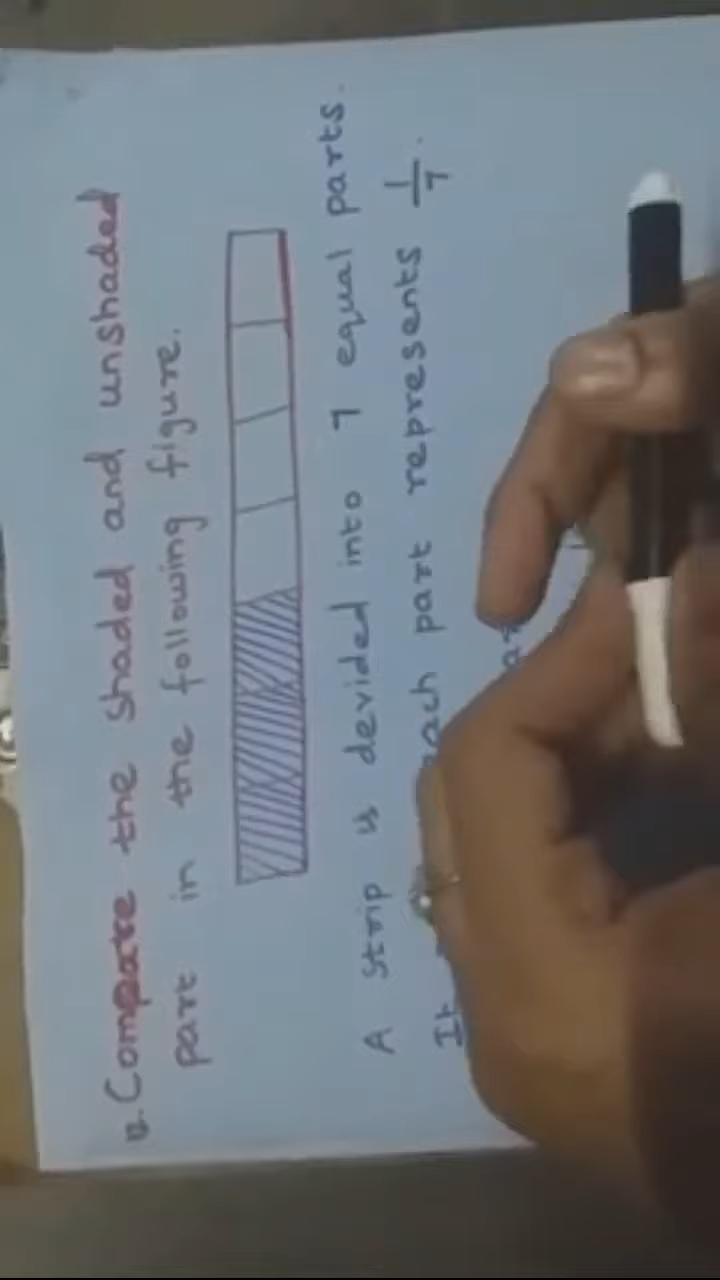 Q. Compare the shaded and unshaded
part in the following figure.
A strip is devided into 7 equal parts.
It part represents 1/7.